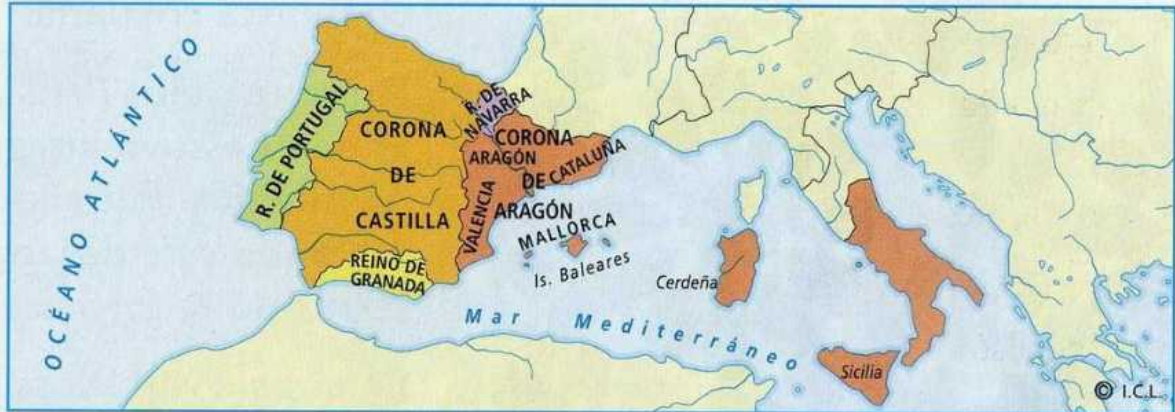 OCÉANO ATLÁNTICO
R. DE PORTUGAL
CORONA
DE
CASTILLA
REINO DE
GRANADA
R. DE
NAVARRA
CORONA
DE
ARAGÓN
ARAGÓN
CATALUÑA
VALENCIA
MALLORCA
Is. Baleares
Cerdeña
Mar Mediterráneo
Sicilia
© I.C.L.